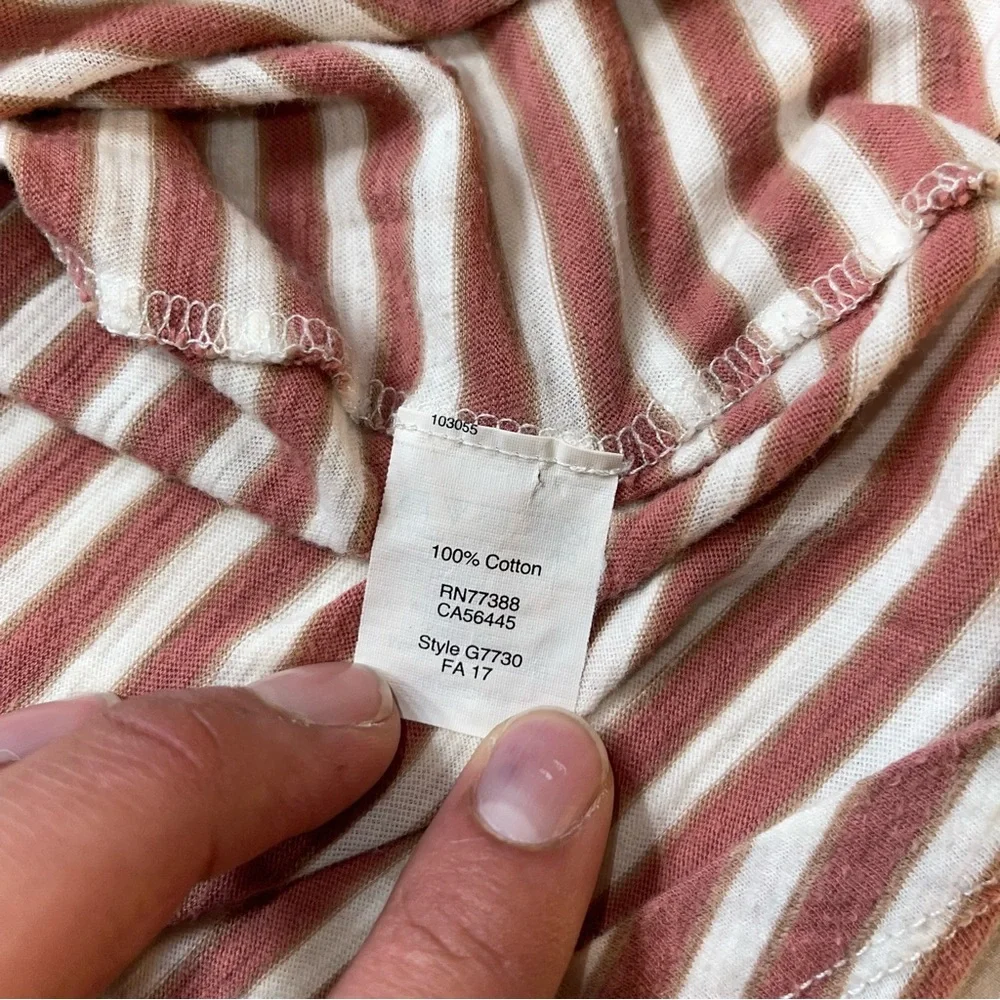 103055
100% Cotton
RN77388
CA56445
Style G7730
FA 17